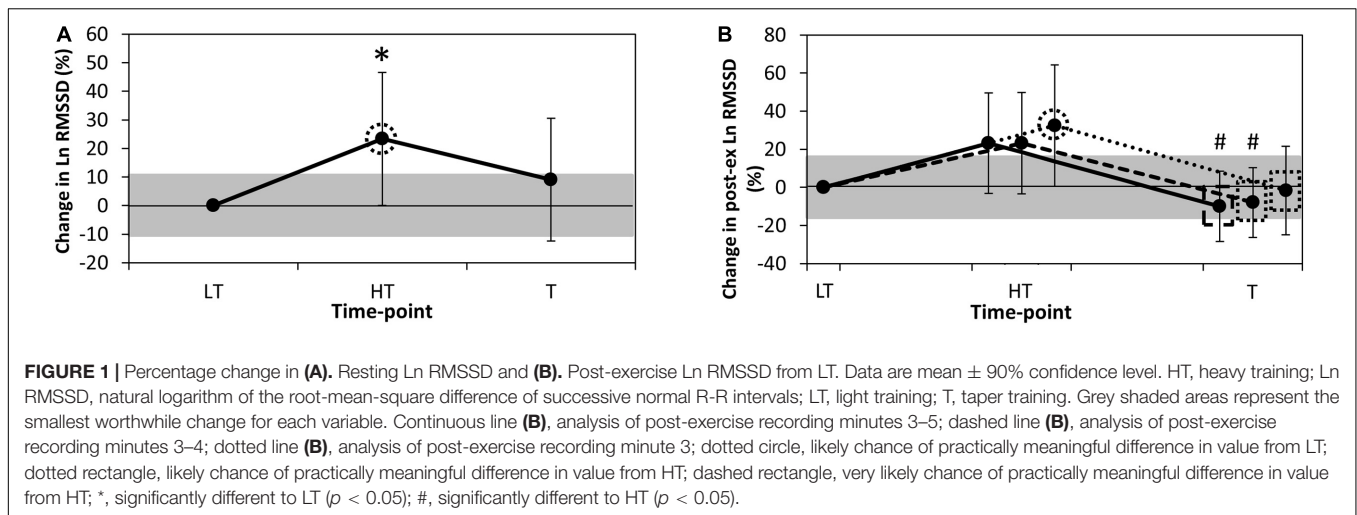 A
Change in Ln RMSSD (%)
60
50
40
30
20
10
0
-10
-20
*
LT
HT
T
Time-point
B
Change in post-ex Ln RMSSD
(%)
80
60
40
20
0
-20
-40
# #
LT
HT
T
Time-point
FIGURE 1 | Percentage change in (A). Resting Ln RMSSD and (B). Post-exercise Ln RMSSD from LT. Data are mean ± 90% confidence level. HT, heavy training; Ln
RMSSD, natural logarithm of the root-mean-square difference of successive normal R-R intervals; LT, light training; T, taper training. Grey shaded areas represent the
smallest worthwhile change for each variable. Continuous line (B), analysis of post-exercise recording minutes 3–5; dashed line (B), analysis of post-exercise
recording minutes 3–4; dotted line (B), analysis of post-exercise recording minute 3; dotted circle, likely chance of practically meaningful difference in value from LT;
dotted rectangle, likely chance of practically meaningful difference in value from HT; dashed rectangle, very likely chance of practically meaningful difference in value
from HT; *, significantly different to LT (p < 0.05); #, significantly different to HT (p < 0.05).